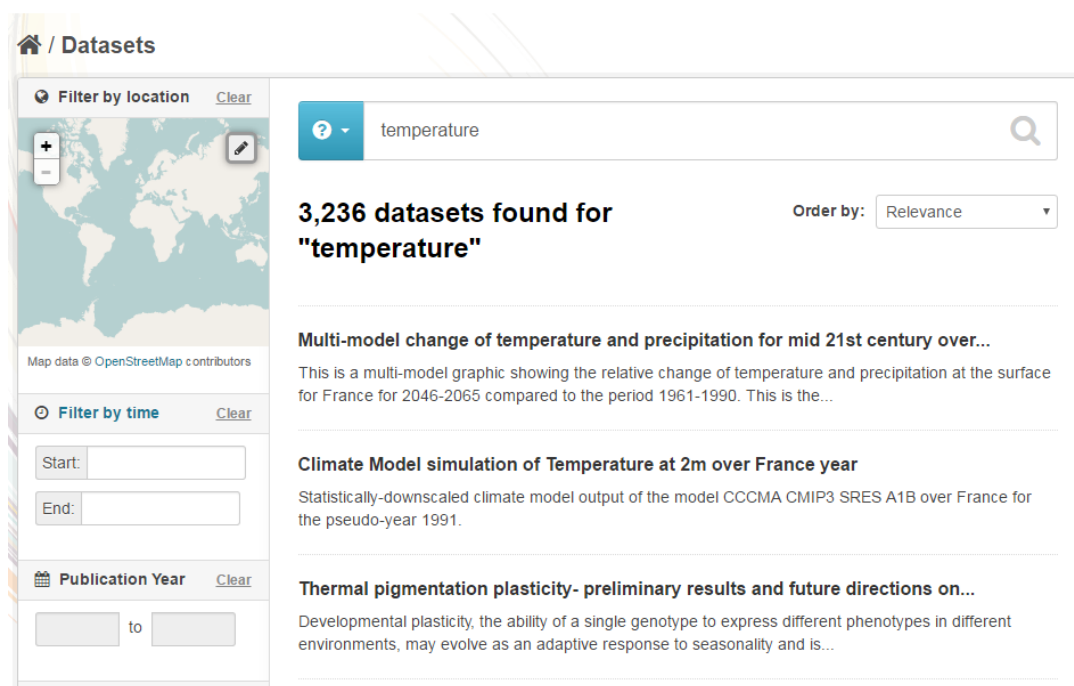 / Datasets
Filter by location Clear
+
-
Map data © OpenStreetMap contributors
Filter by time Clear
Start:
End:
Publication Year Clear
to
? temperature
3,236 datasets found for
"temperature"
Order by: Relevance
Multi-model change of temperature and precipitation for mid 21st century over...
This is a multi-model graphic showing the relative change of temperature and precipitation at the surface
for France for 2046-2065 compared to the period 1961-1990. This is the...
Climate Model simulation of Temperature at 2m over France year
Statistically-downscaled climate model output of the model CCCMA CMIP3 SRES A1B over France for
the pseudo-year 1991.
Thermal pigmentation plasticity- preliminary results and future directions on...
Developmental plasticity, the ability of a single genotype to express different phenotypes in different
environments, may evolve as an adaptive response to seasonality and is...